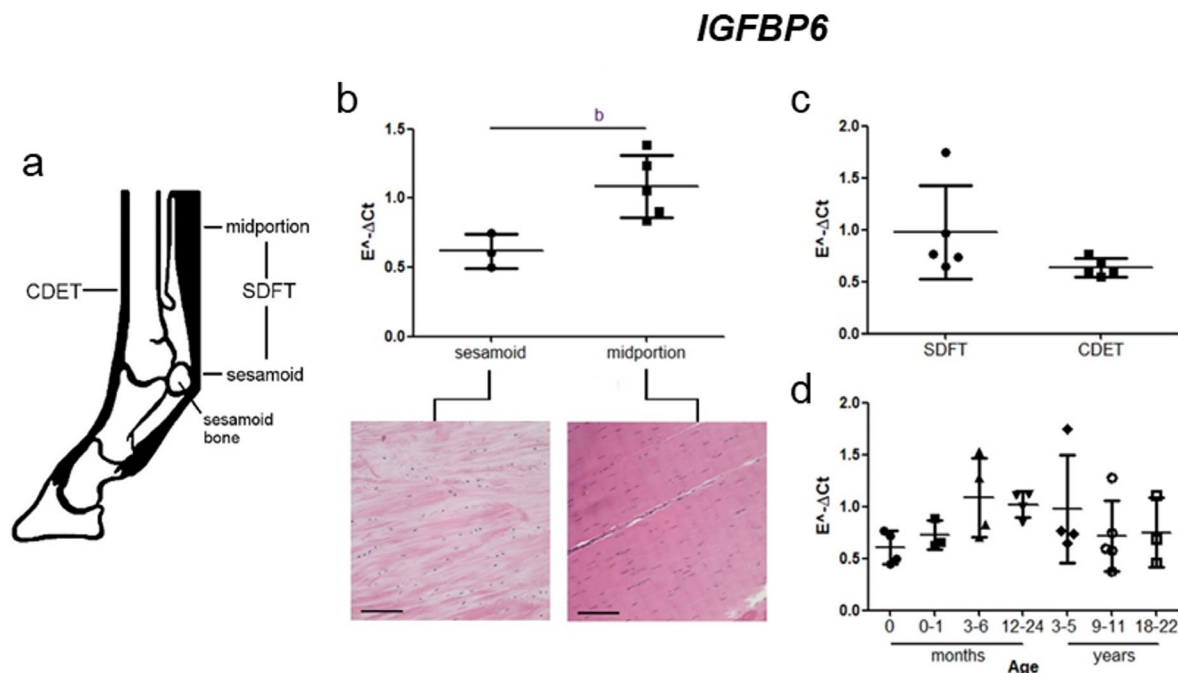 IGFBP6
a
midportion
CDET
SDFT
sesamoid
sesamoid
bone
b
b
E^-ΔCt
1.5
1.0
0.5
0.0
sesamoid
midportion
c
E^-ΔCt
2.0
1.5
1.0
0.5
0.0
SDFT
CDET
d
E^-ΔCt
2.0
1.5
1.0
0.5
0.0
0 0-1 3-6 12-24 3-5 9-11 18-22
months
years
Age